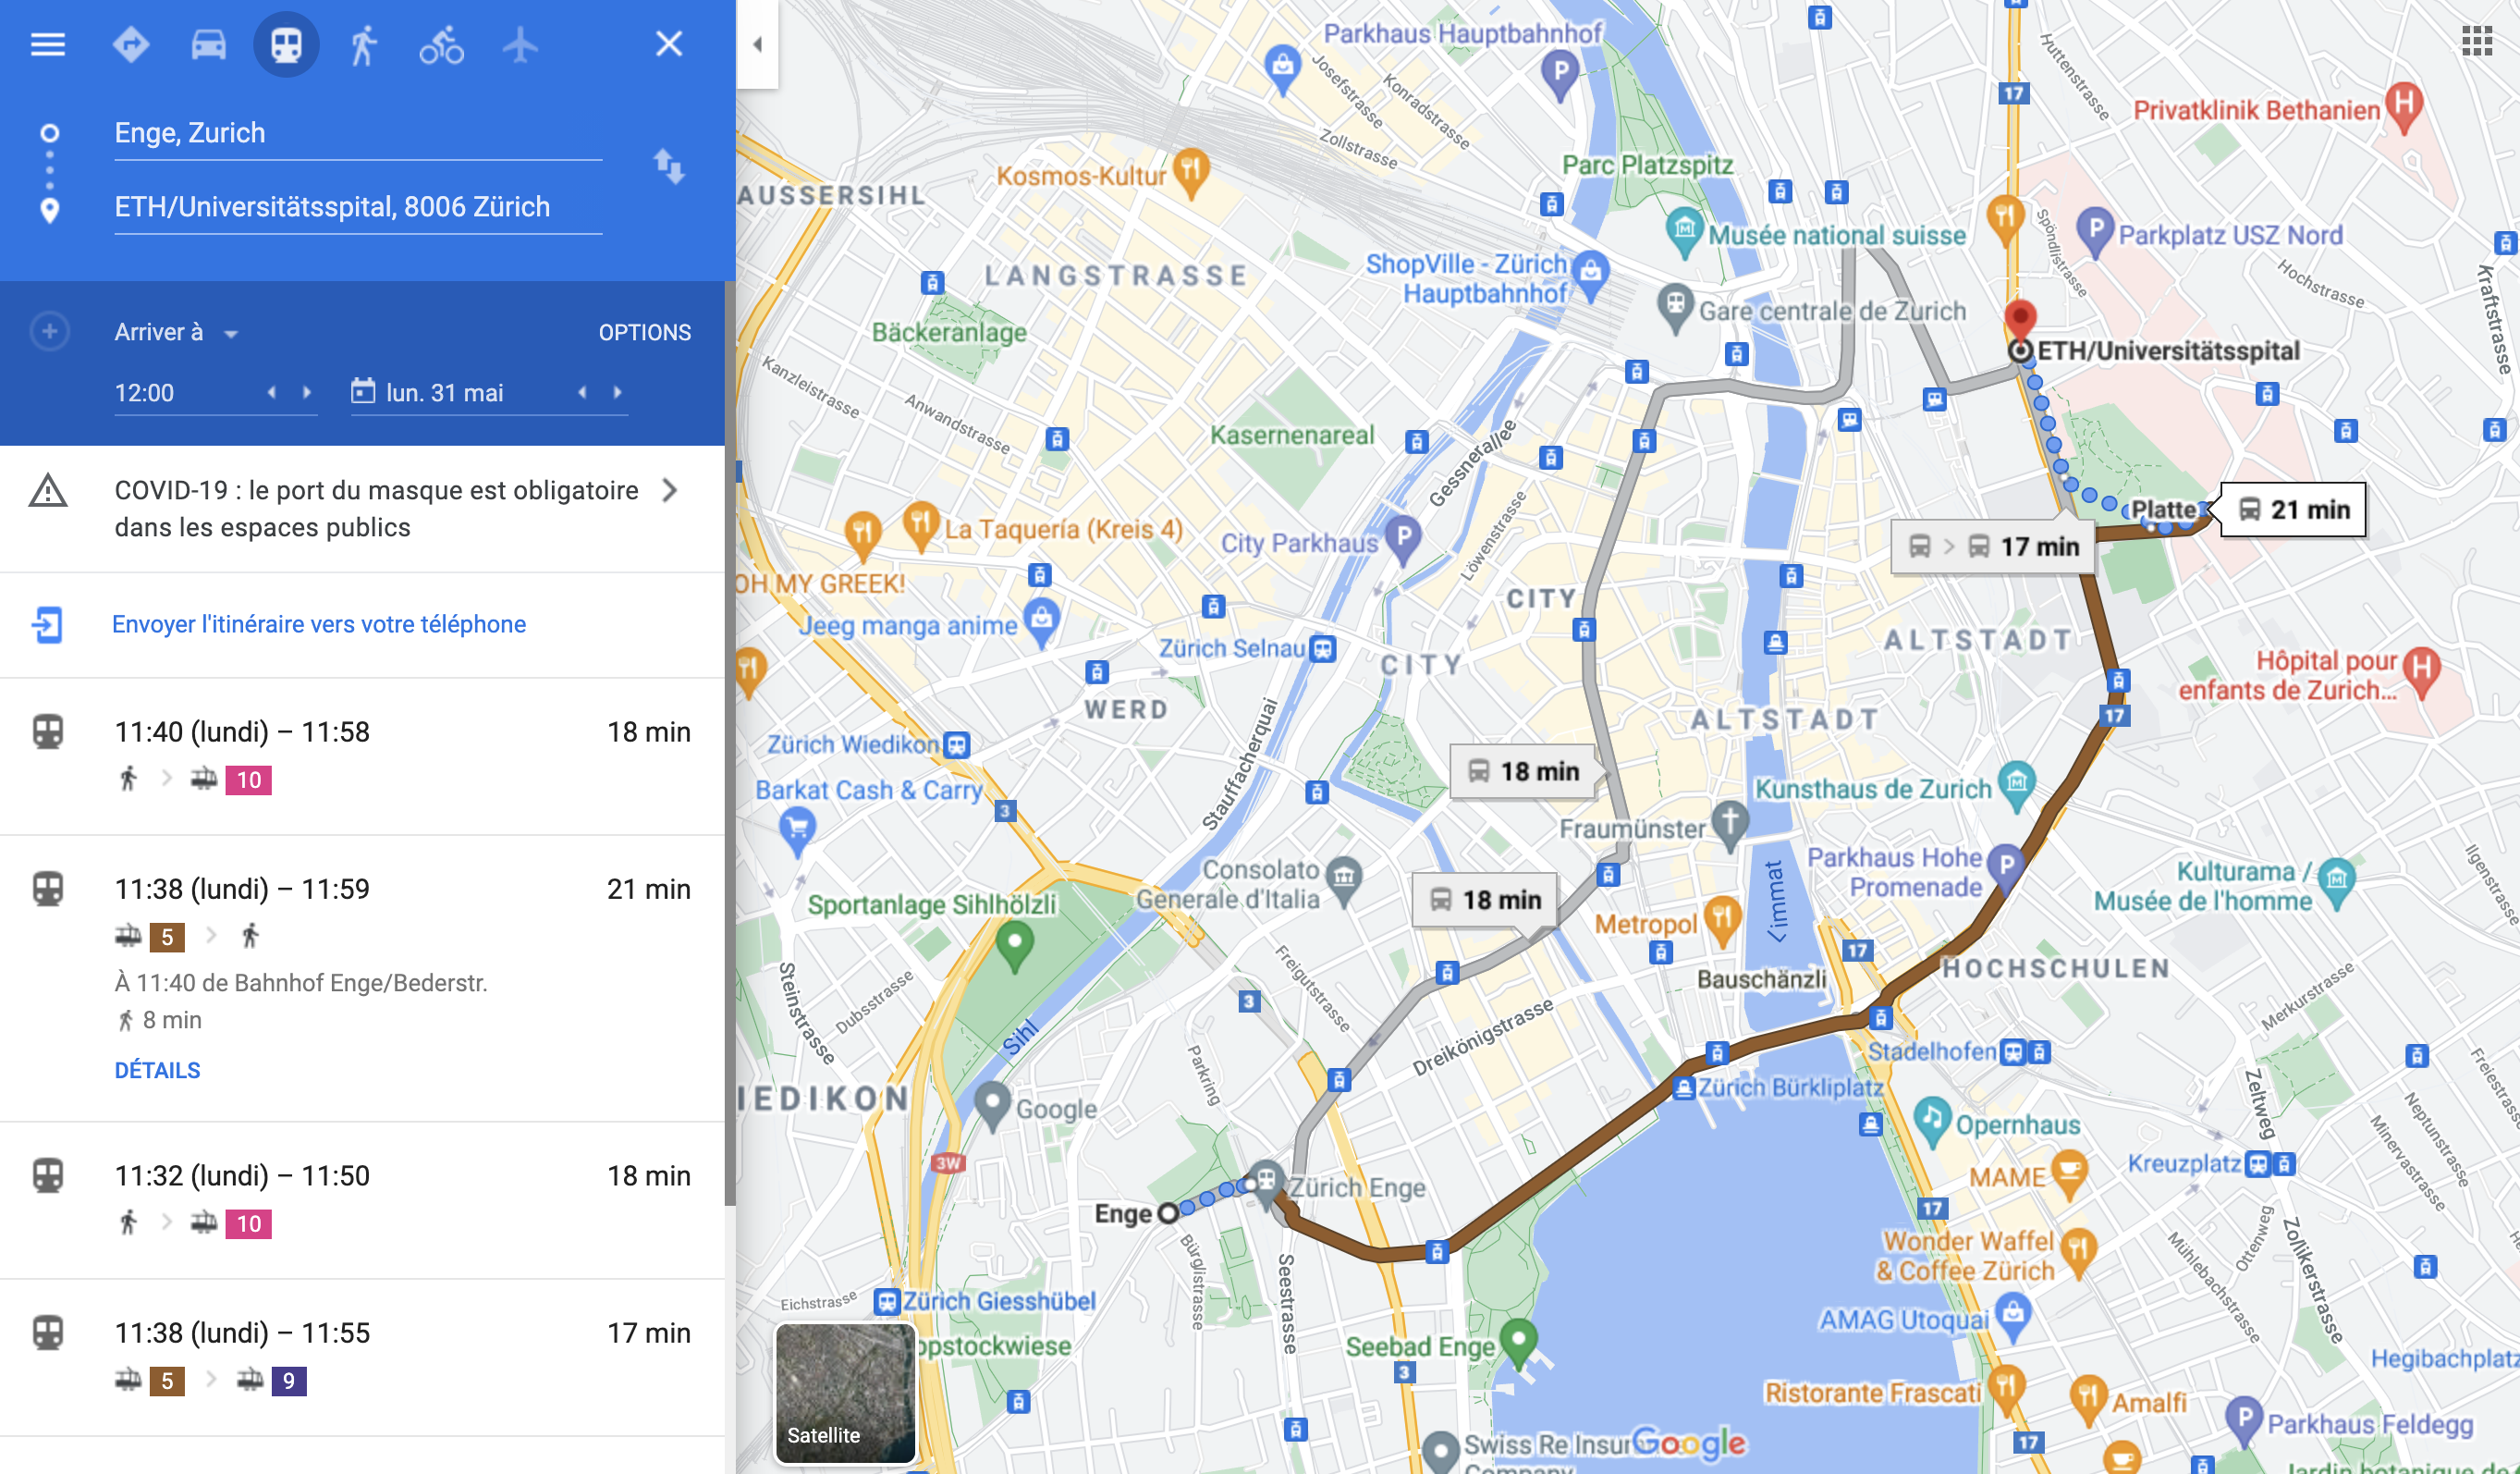 Enge, Zurich
ETH/Universitätsspital, 8006 Zürich
Arriver à
OPTIONS
12:00
lun. 31 mai
COVID-19 : le port du masque est obligatoire
dans les espaces publics
Envoyer l'itinéraire vers votre téléphone
11:40 (lundi) – 11:58
18 min
10
11:38 (lundi) – 11:59
21 min
5
À 11:40 de Bahnhof Enge/Bederstr.
8 min
DÉTAILS
11:32 (lundi) – 11:50
18 min
10
11:38 (lundi) – 11:55
17 min
5
9
Parkhaus Hauptbahnhof
P
Josefstrasse
Konradstrasse
Zollstrasse
Huttenstrasse
17
Privatklinik Bethanien
H
Kosmos-Kultur
Parc Platzspitz
AUSSERSIHL
Musée national suisse
Spöndlistrasse
P
Parkplatz USZ Nord
LANGSTRASSE
ShopVille - Zürich
Hauptbahnhof
Hochstrasse
Kraftstrasse
Gare centrale de Zurich
Bäckeranlage
ETH/Universitätsspital
Kanzleistrasse
Anwandstrasse
Kasernenareal
Gessnerallee
Löwenstrasse
Platte
21 min
La Taquería (Kreis 4)
City Parkhaus
P
17 min
OH MY GREEK!
CITY
Jeeg manga anime
Zürich Selnau
CITY
ALTSTADT
Hôpital pour
enfants de Zurich...
H
WERD
17
ALTSTADT
Zürich Wiedikon
Stauffacherquai
Barkat Cash & Carry
3
18 min
Kunsthaus de Zurich
Fraumünster
Parkhaus Hohe
Promenade
P
Consolato
Generale d'Italia
Limmat
Kulturama /
Musée de l'homme
Ilgenstrasse
Sportanlage Sihlhölzli
18 min
Metropol
17
HOCHSCHULEN
Steinstrasse
Dubsstrasse
Freigutstrasse
Bauschänzli
Merkurstrasse
3
Sihl
Dreikönigstrasse
Stadelhofen
Parkring
Zürich Bürkliplatz
Zeltweg
Freiestrasse
IEDIKON
Google
Opernhaus
Neptunstrasse
Minervastrasse
3W
MAME
Kreuzplatz
Zürich Enge
Enge
17
Bürglistrasse
Seestrasse
Wonder Waffel
& Coffee Zürich
Ottenweg
Mühlebachstrasse
Zollikerstrasse
Eichstrasse
Zürich Giesshübel
AMAG Utoquai
opstockwiese
Seebad Enge
Hegibachplatz
3
Ristorante Frascati
Amalfi
P
Parkhaus Feldegg
Satellite
Swiss Re Insur
Google
17
Company
Jardin botanique de